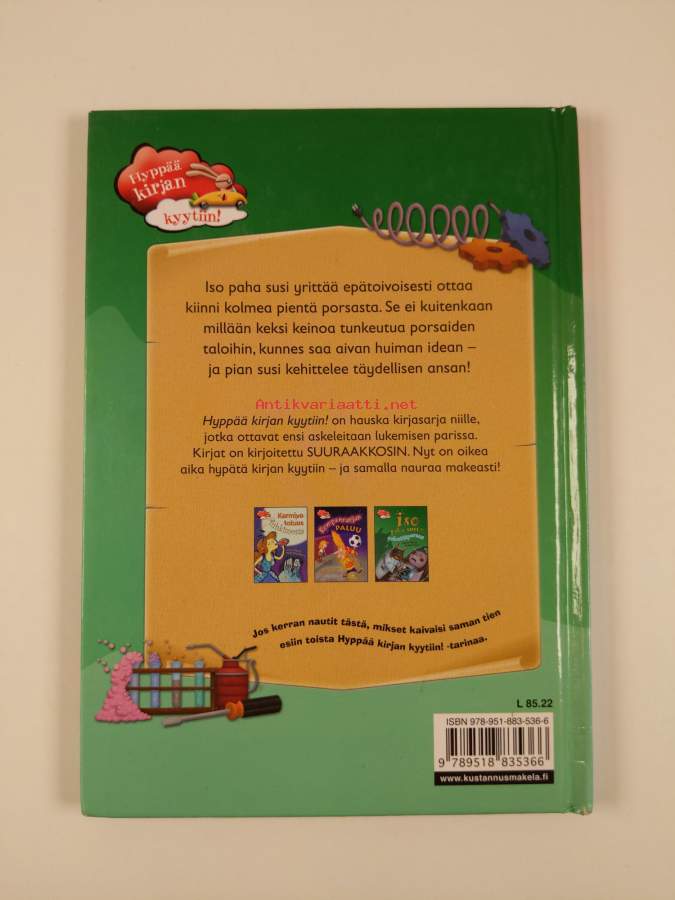 Hyppää
kirjan
kyytiin!
Iso paha susi yrittää epätoivoisesti ottaa
kiinni kolmea pientä porsasta. Se ei kuitenkaan
millään keksi keinoa tunkeutua porsaiden
taloihin, kunnes saa aivan huiman idean –
ja pian susi kehittelee täydellisen ansan!
Antikvariaatti.net
Hyppää kirjan kyytiin! on hauska kirjasarja niille,
jotka ottavat ensi askeleitaan lukemisen parissa.
Kirjat on kirjoitettu SUURAAKKOSIN. Nyt on oikea
aika hypätä kirjan kyytiin – ja samalla nauraa makeasti!
Karmiva
totuus
PALUU
iso
paha susi
Jos kerran nautit tästä, mikset kaivaisi saman tien
esiin toista Hyppää kirjan kyytiin! -tarinaa.
L 85.22
ISBN 978-951-883-536-6
9 789518 835366
www.kustannusmakela.fi